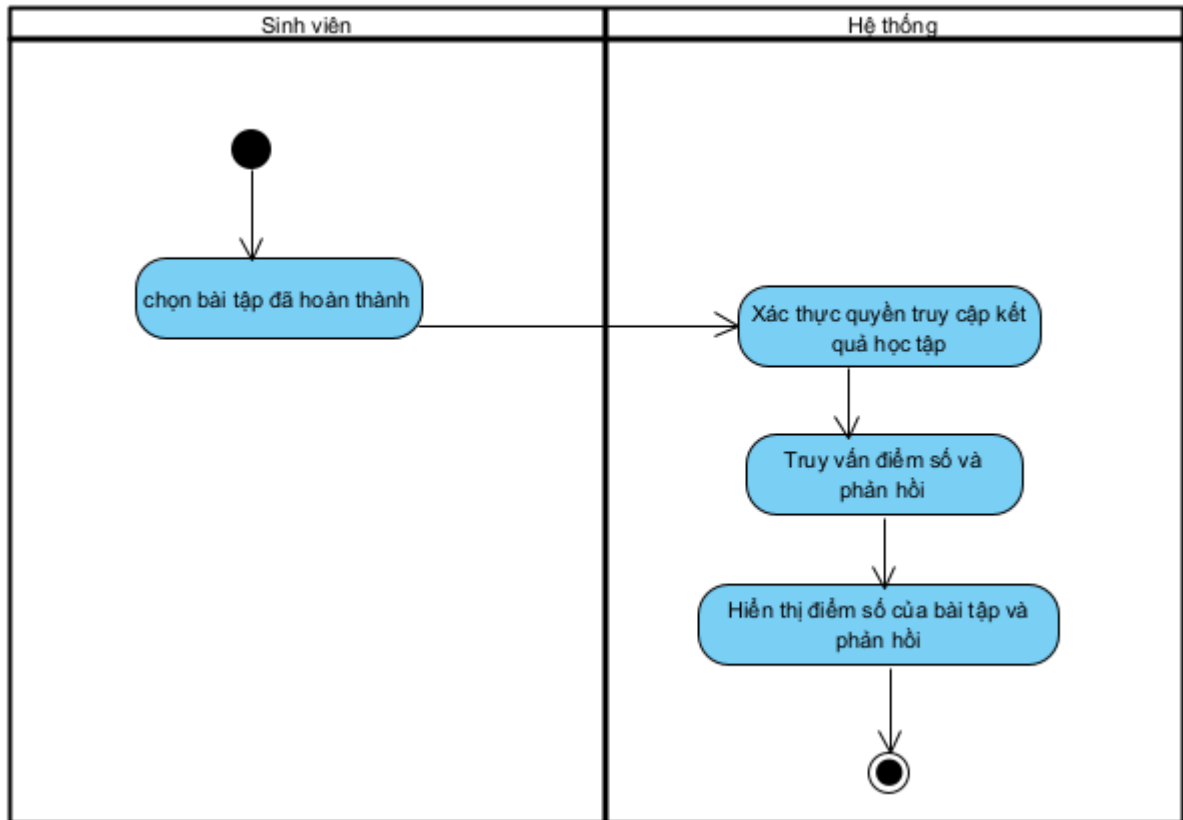 Sinh viên
Hệ thống
chọn bài tập đã hoàn thành
Xác thực quyền truy cập kết
quả học tập
Truy vấn điểm số và
phản hồi
Hiển thị điểm số của bài tập và
phản hồi